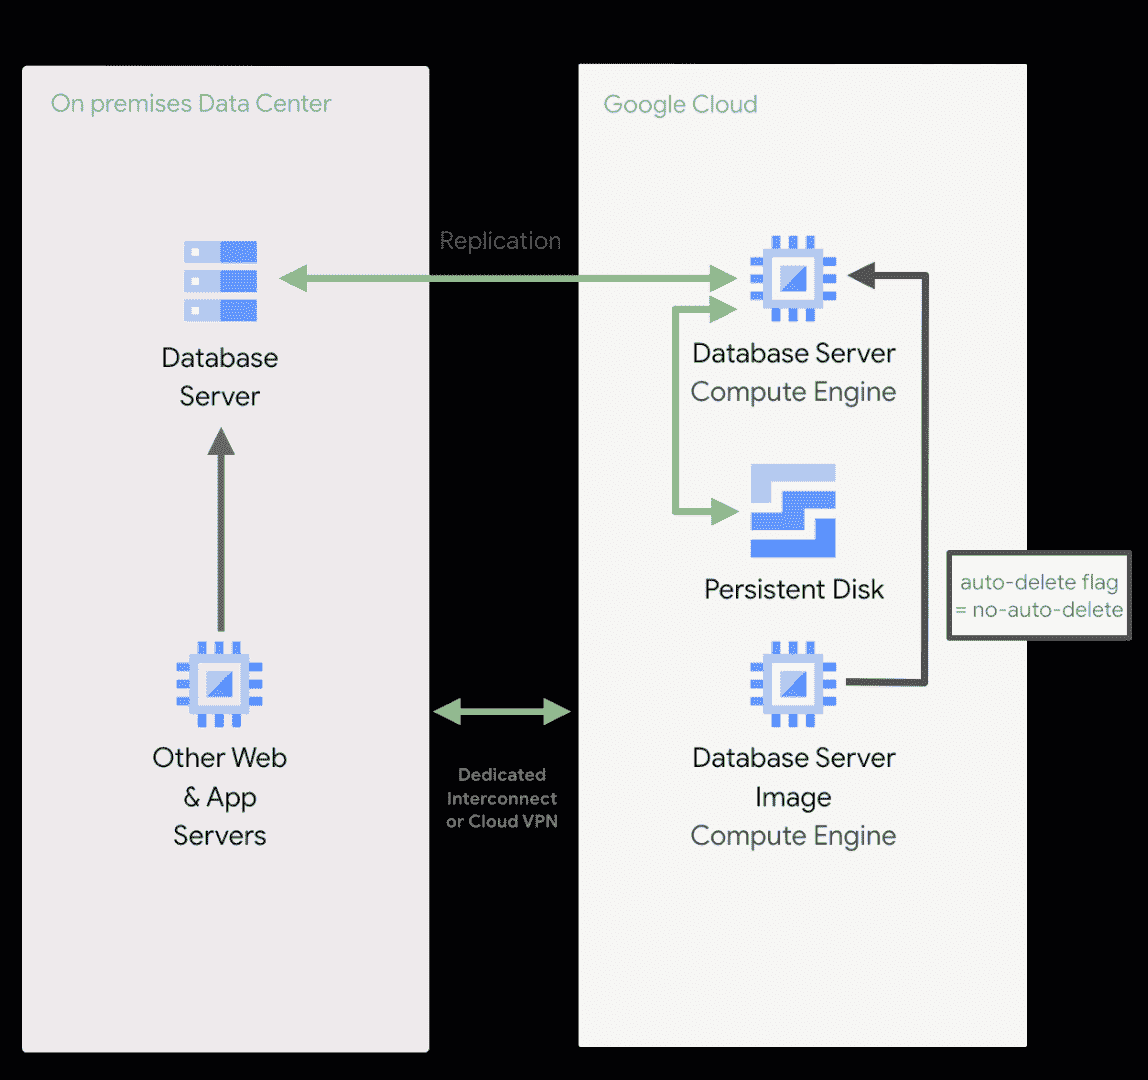 On premises Data Center
Google Cloud
Replication
Database
Server
Database Server
Compute Engine
Persistent Disk
auto-delete flag
= no-auto-delete
Other Web
& App
Servers
Dedicated
Interconnect
or Cloud VPN
Database Server
Image
Compute Engine